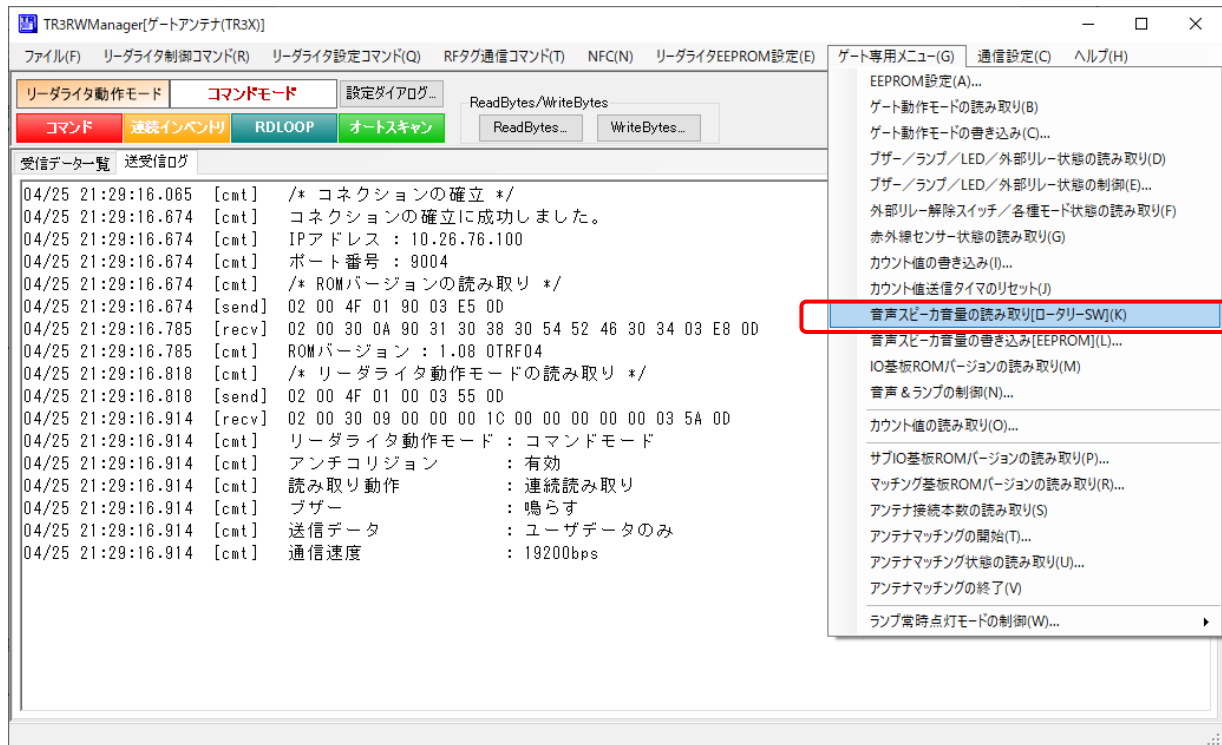 TR3RWManager[ゲートアンテナ(TR3X)]
ファイル(F) リーダライタ制御コマンド(R) リーダライタ設定コマンド(Q) RFタグ通信コマンド(T) NFC(N) リーダライタEEPROM設定(E) ゲート専用メニュー(G) 通信設定(C) ヘルプ(H)
リーダライタ動作モード コマンドモード 設定ダイアログ...
コマンド 連続インベントリ RDLOOP オートスキャン
ReadBytes/WriteBytes
ReadBytes... WriteBytes...
受信データ一覧 送受信ログ
04/25 21:29:16.065 [cmt] /* コネクションの確立 */
04/25 21:29:16.674 [cmt] コネクションの確立に成功しました。
04/25 21:29:16.674 [cmt] IPアドレス : 10.26.76.100
04/25 21:29:16.674 [cmt] ポート番号 : 9004
04/25 21:29:16.674 [cmt] /* ROMバージョンの読み取り */
04/25 21:29:16.674 [send] 02 00 4F 01 90 03 E5 0D
04/25 21:29:16.785 [recv] 02 00 30 0A 90 31 30 38 30 54 52 46 30 34 03 E8 0D
04/25 21:29:16.785 [cmt] ROMバージョン : 1.08 0TRF04
04/25 21:29:16.818 [cmt] /* リーダライタ動作モードの読み取り */
04/25 21:29:16.818 [send] 02 00 4F 01 00 03 55 0D
04/25 21:29:16.914 [recv] 02 00 30 09 00 00 00 1C 00 00 00 00 00 03 5A 0D
04/25 21:29:16.914 [cmt] リーダライタ動作モード : コマンドモード
04/25 21:29:16.914 [cmt] アンチコリジョン : 有効
04/25 21:29:16.914 [cmt] 読み取り動作 : 連続読み取り
04/25 21:29:16.914 [cmt] ブザー : 鳴らす
04/25 21:29:16.914 [cmt] 送信データ : ユーザデータのみ
04/25 21:29:16.914 [cmt] 通信速度 : 19200bps
EEPROM設定(A)...
ゲート動作モードの読み取り(B)
ゲート動作モードの書き込み(C)...
ブザー／ランプ／LED／外部リレー状態の読み取り(D)
ブザー／ランプ／LED／外部リレー状態の制御(E)...
外部リレー解除スイッチ／各種モード状態の読み取り(F)
赤外線センサー状態の読み取り(G)
カウント値の書き込み(I)...
カウント値送信タイマのリセット(J)
音声スピーカ音量の読み取り[ロータリーSW](K)
音声スピーカ音量の書き込み[EEPROM](L)...
IO基板ROMバージョンの読み取り(M)
音声＆ランプの制御(N)...
カウント値の読み取り(O)...
サブIO基板ROMバージョンの読み取り(P)...
マッチング基板ROMバージョンの読み取り(R)...
アンテナ接続本数の読み取り(S)
アンテナマッチングの開始(T)...
アンテナマッチング状態の読み取り(U)...
アンテナマッチングの終了(V)
ランプ常時点灯モードの制御(W)...